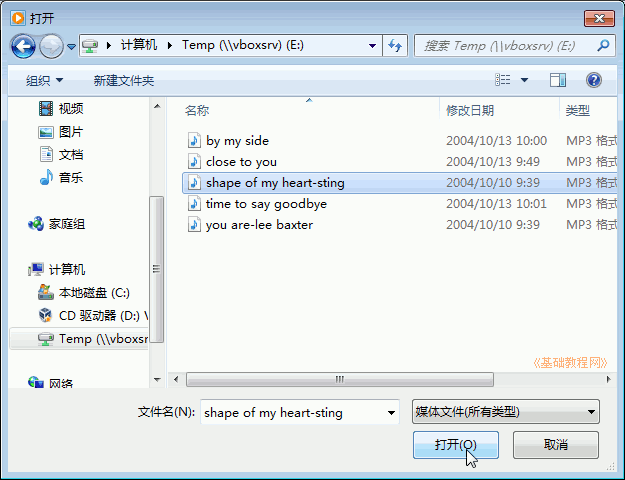 打开
计算机 Temp (\\vboxsrv) (E:) 搜索 Temp (\\vboxsrv) (E:)
组织 新建文件夹
视频
图片
文档
音乐
家庭组
计算机
本地磁盘 (C:)
CD 驱动器 (D:) \
Temp (\\vboxsr
网络
名称 修改日期 类型
by my side 2004/10/13 10:00 MP3 格式
close to you 2004/10/13 9:49 MP3 格式
shape of my heart-sting 2004/10/10 9:39 MP3 格式
time to say goodbye 2004/10/13 10:01 MP3 格式
you are-lee baxter 2004/10/10 9:39 MP3 格式
《基础教程网》
文件名(N): shape of my heart-sting 媒体文件(所有类型)
打开(O) 取消